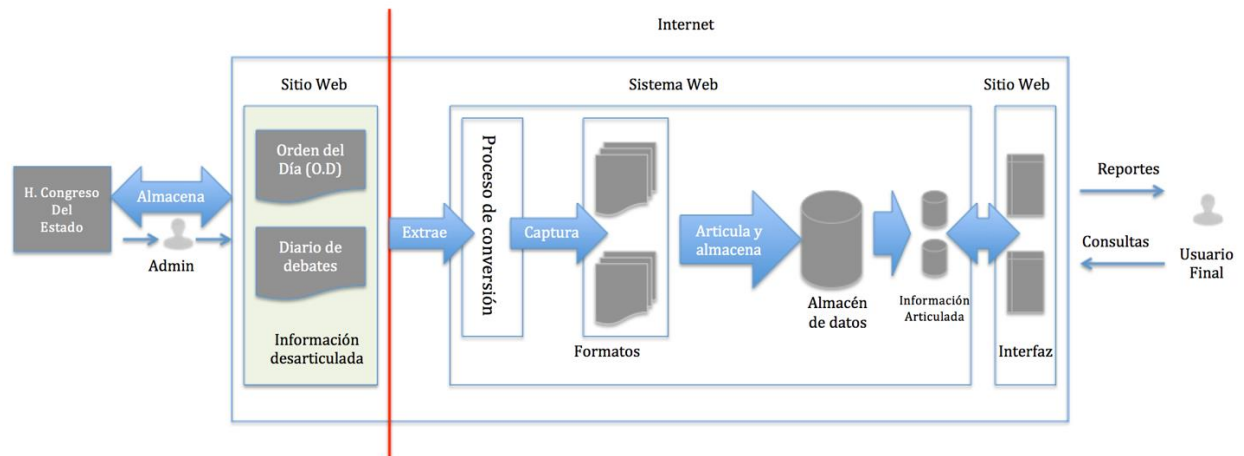 Internet
Sitio Web
Sistema Web
Sitio Web
H. Congreso
Del
Estado
Almacena
Admin
Orden del
Día (O.D)
Diario de
debates
Información
desarticulada
Extrae
Proceso de conversión
Captura
Formatos
Articula y
almacena
Almacén
de datos
Información
Articulada
Interfaz
Reportes
Consultas
Usuario
Final